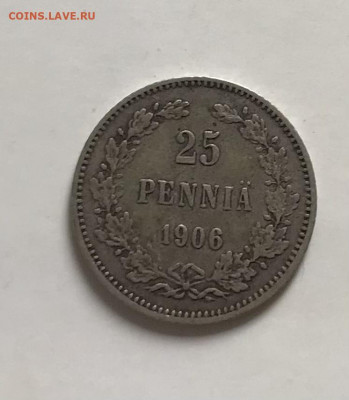 COINS.LAVE.RU
25
PENNIÄ
1906